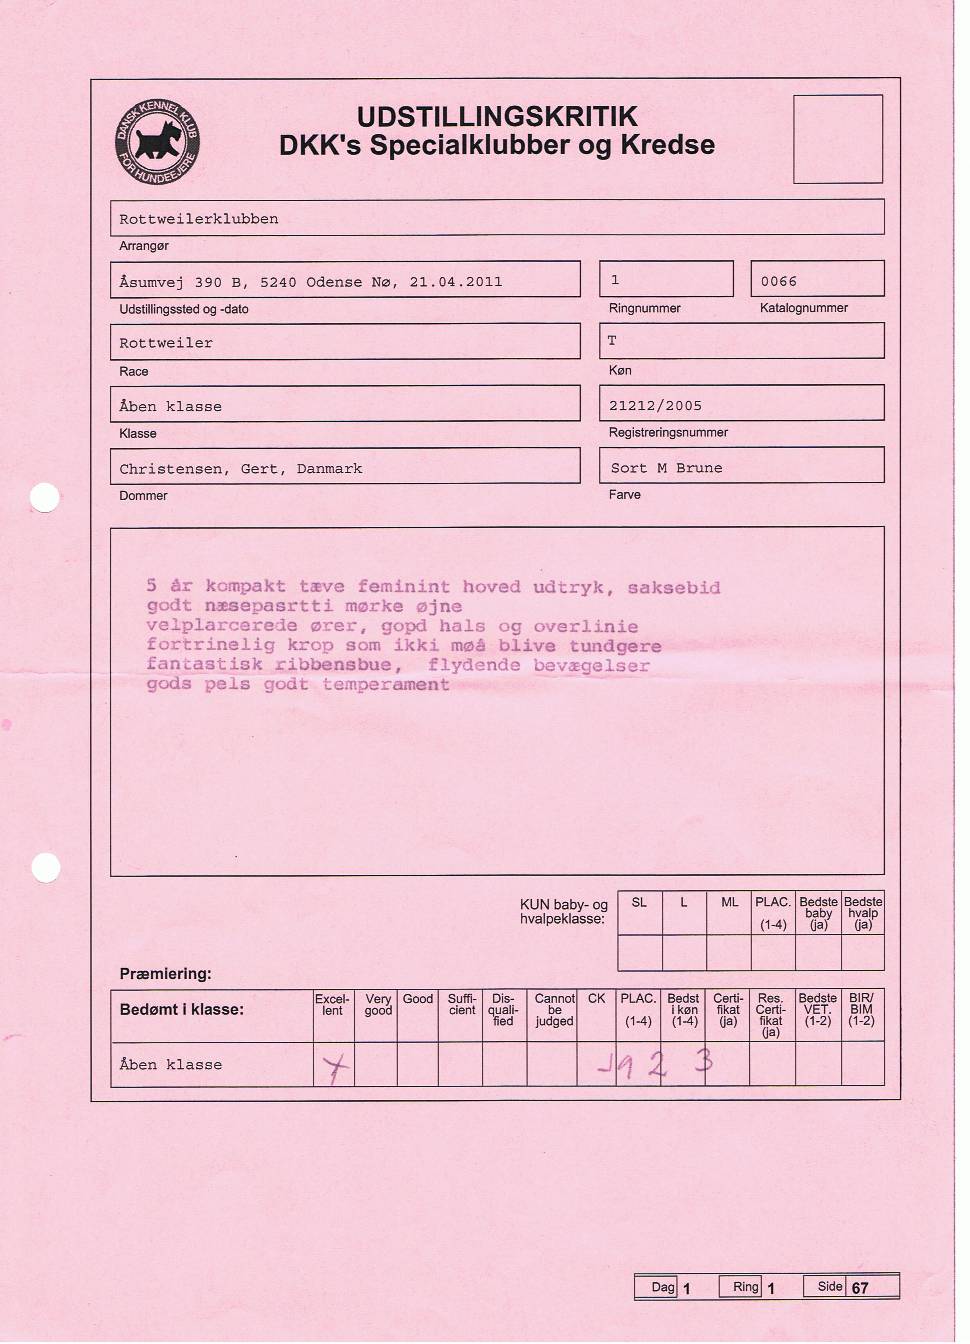 DANSK KENNEL KLUB
FOR HUNDEEJERE
UDSTILLINGSKRITIK
DKK's Specialklubber og Kredse
Rottweilerklubben
Arrangør
Åsumvej 390 B, 5240 Odense Nø, 21.04.2011
1
0066
Udstillingssted og -dato
Ringnummer
Katalognummer
Rottweiler
T
Race
Køn
Åben klasse
21212/2005
Klasse
Registreringsnummer
Christensen, Gert, Danmark
Sort M Brune
Dommer
Farve
5 år kompakt tæve feminint hoved udtryk, saksebid
godt næsepasrtti mørke øjne
velplarcerede ører, gopd hals og overlinie
fortrinelig krop som ikki møå blive tundgere
fantastisk ribbensbue, flydende bevægelser
gods pels godt temperament
KUN baby- og
hvalpeklasse:
SL
L
ML
PLAC.
(1-4)
Bedste
baby
(ja)
Bedste
hvalp
(ja)
Præmiering:
Bedømt i klasse:
Excel-
lent
Very
good
Good
Suffi-
cient
Dis-
quali-
fied
Cannot
be
judged
CK
PLAC.
(1-4)
Bedst
i køn
(1-4)
Certi-
fikat
(ja)
Res.
Certi-
fikat
(ja)
Bedste
VET.
(1-2)
BIR/
BIM
(1-2)
Åben klasse
X
Ja 2 3
Dag 1
Ring 1
Side 67